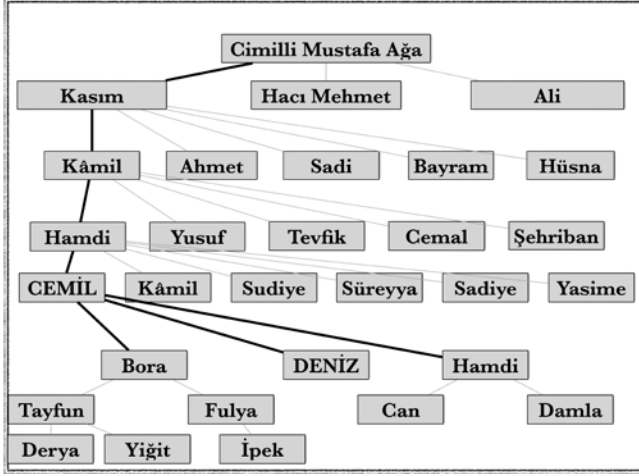 Cimilli Mustafa Ağa
Kasım Hacı Mehmet Ali
Kâmil Ahmet Sadi Bayram Hüsna
Hamdi Yusuf Tevfik Cemal Şehriban
CEMİL Kâmil Sudiye Süreyya Sadiye Yasime
Bora DENİZ Hamdi
Tayfun Fulya Can Damla
Derya Yiğit İpek